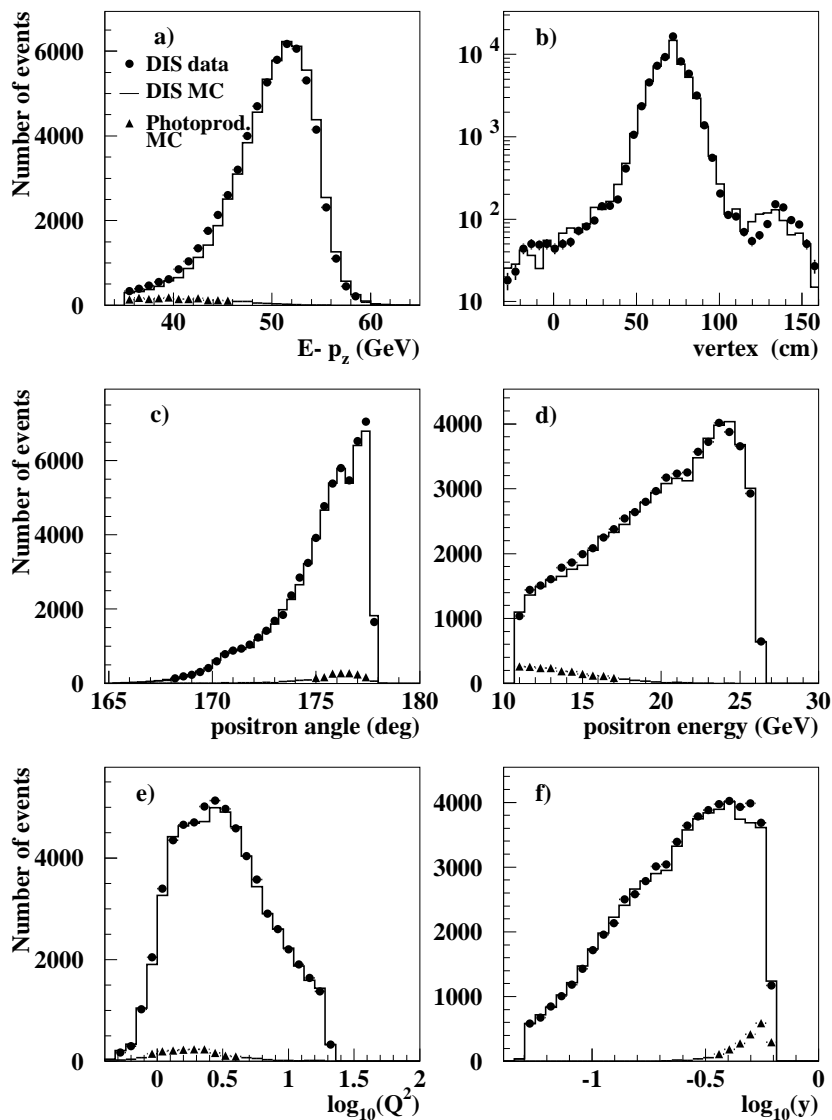 a)
DIS data
DIS MC
Photoprod.
MC
Number of events
6000
4000
2000
0
40
50
60
E- p_z (GeV)
b)
Number of events
10^4
10^3
10^2
10
0
50
100
150
vertex (cm)
c)
Number of events
6000
4000
2000
0
165
170
175
180
positron angle (deg)
d)
4000
3000
2000
1000
0
10
15
20
25
30
positron energy (GeV)
e)
Number of events
4000
2000
0
0
0.5
1
1.5
2
log_10(Q^2)
f)
4000
3000
2000
1000
0
-1
-0.5
0
log_10(y)